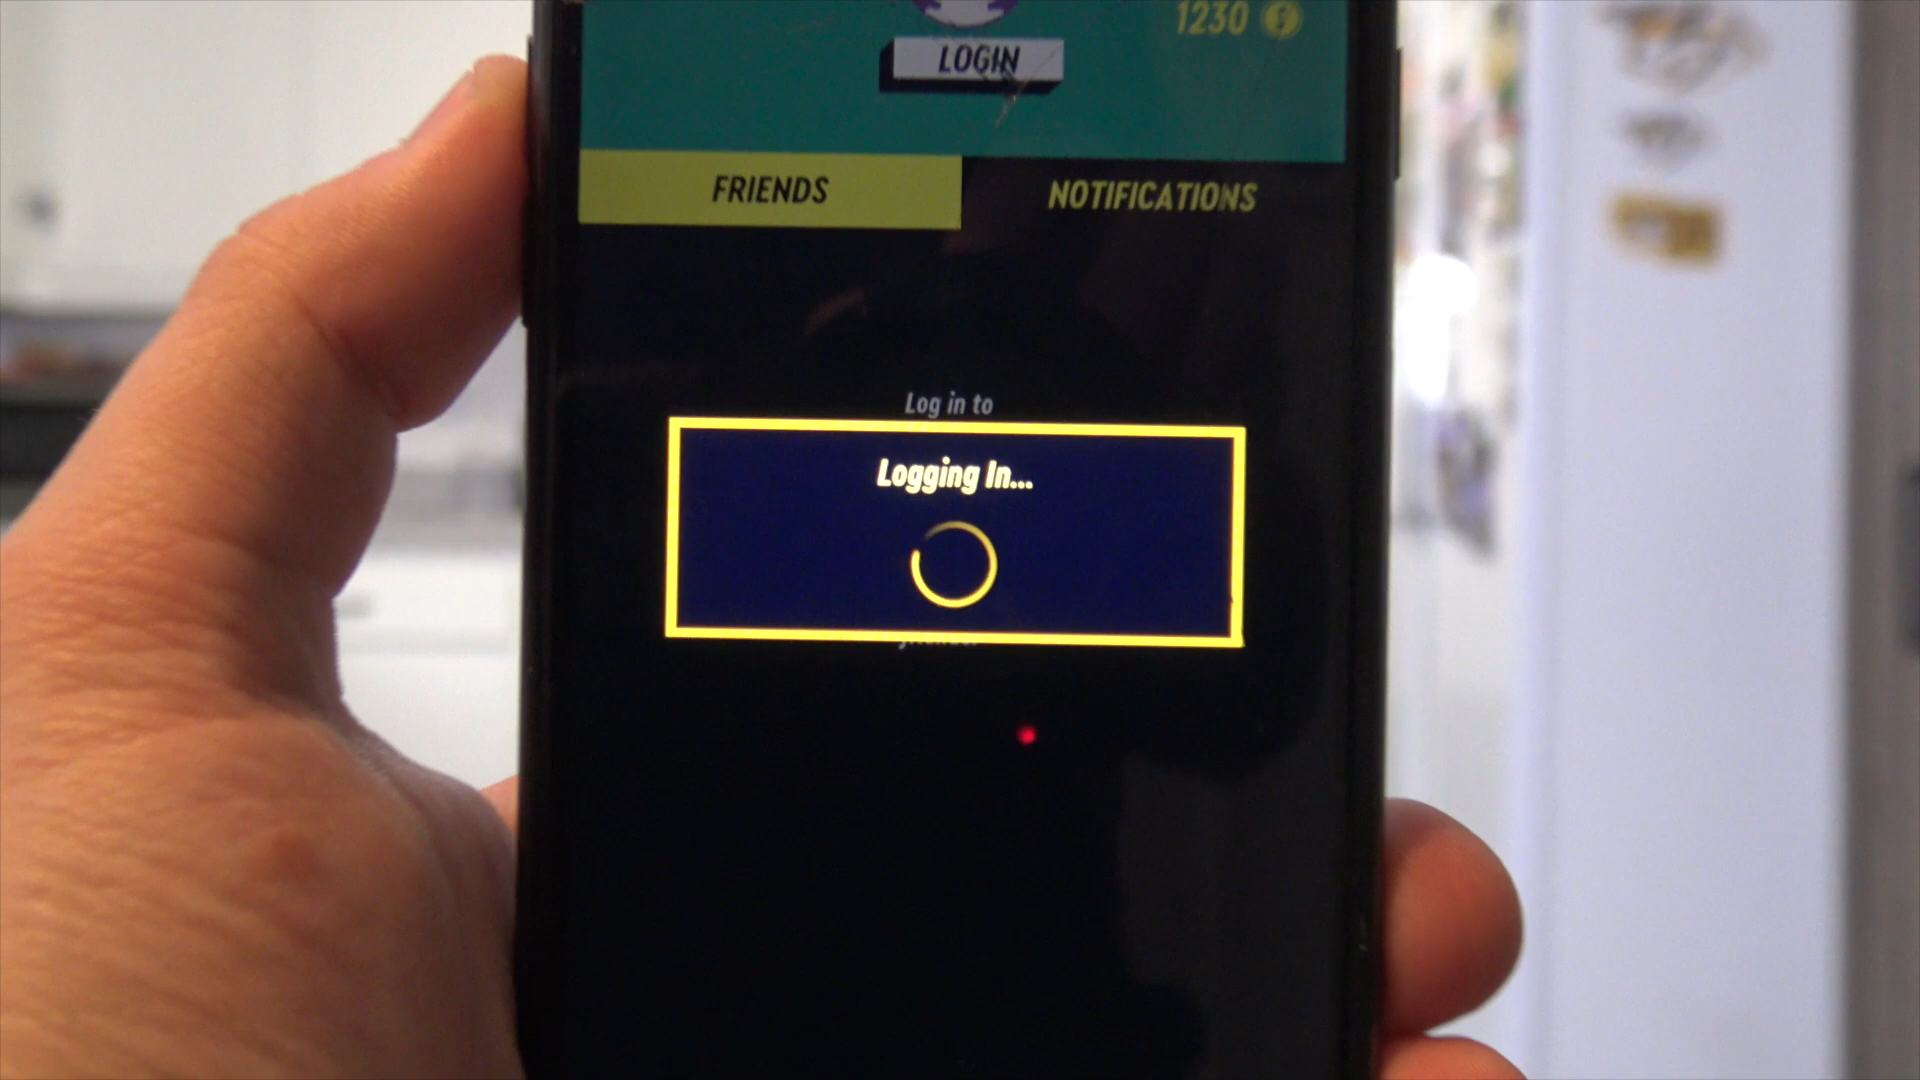 1230
LOGIN
FRIENDS
NOTIFICATIONS
Log in to
Logging In...